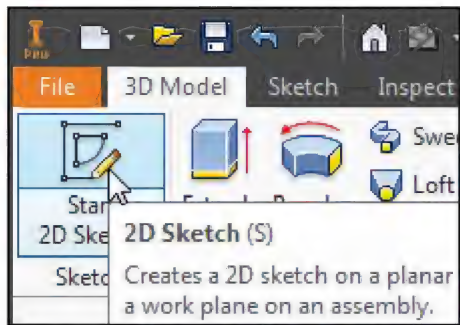 PRO
File 3D Model Sketch Inspect
Start
2D Ske
Sketc
Swee
Loft
2D Sketch (S)
Creates a 2D sketch on a planar
a work plane on an assembly.